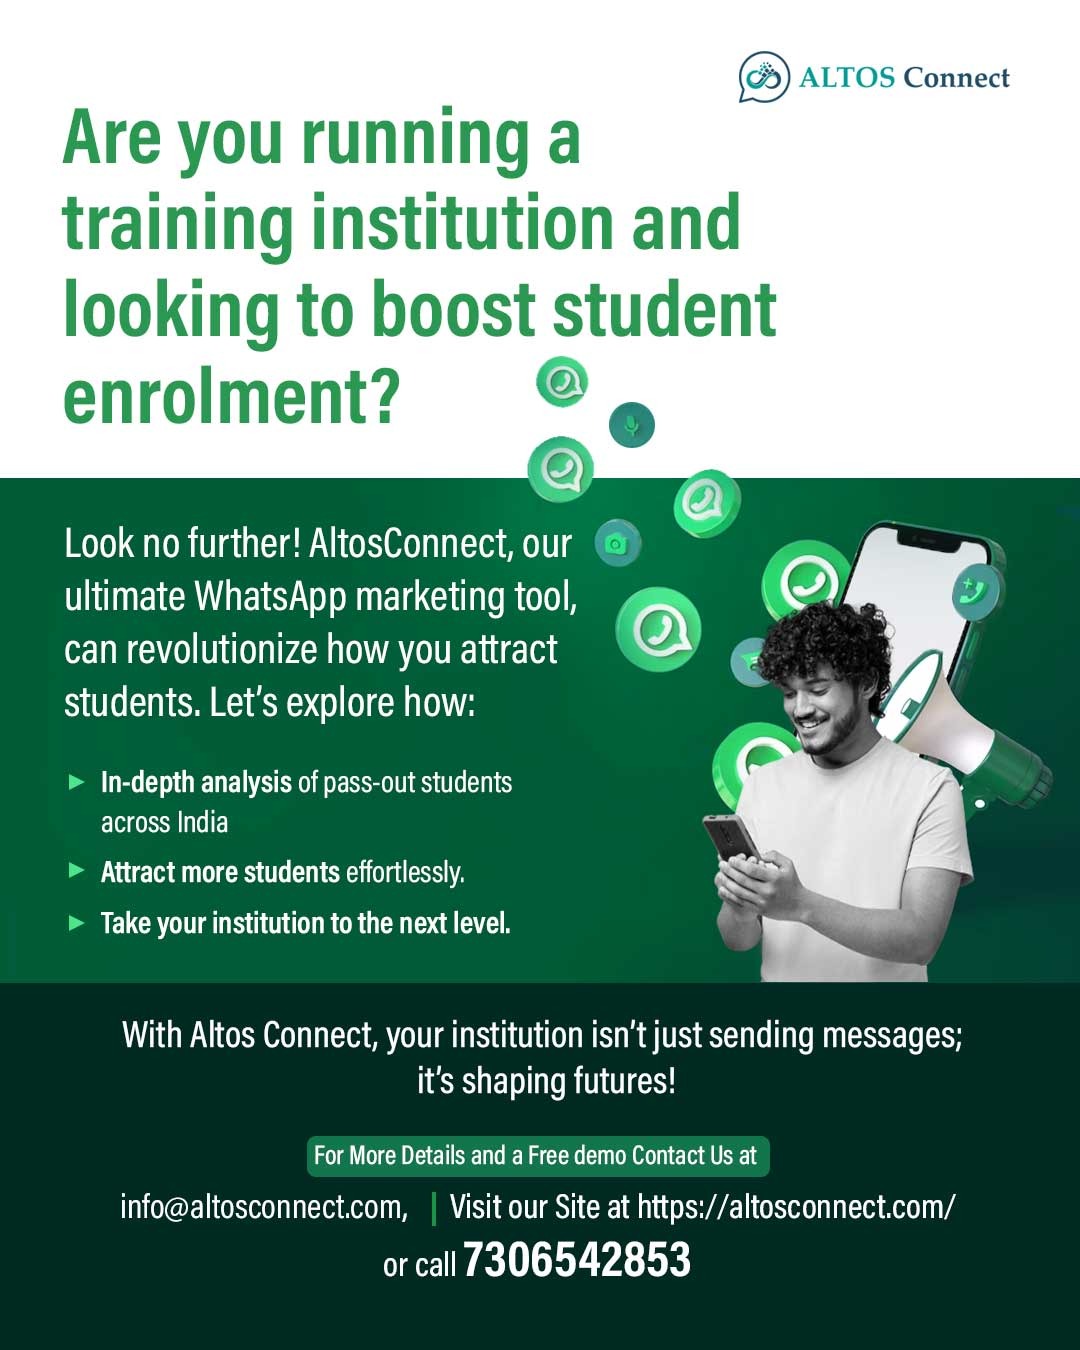 ALTOS Connect
Are you running a
training institution and
looking to boost student
enrolment?
Look no further! AltosConnect, our
ultimate WhatsApp marketing tool,
can revolutionize how you attract
students. Let's explore how:
► In-depth analysis of pass-out students
across India
► Attract more students effortlessly.
► Take your institution to the next level.
With Altos Connect, your institution isn't just sending messages;
it's shaping futures!
For More Details and a Free demo Contact Us at
info@altosconnect.com, | Visit our Site at https://altosconnect.com/
or call 7306542853